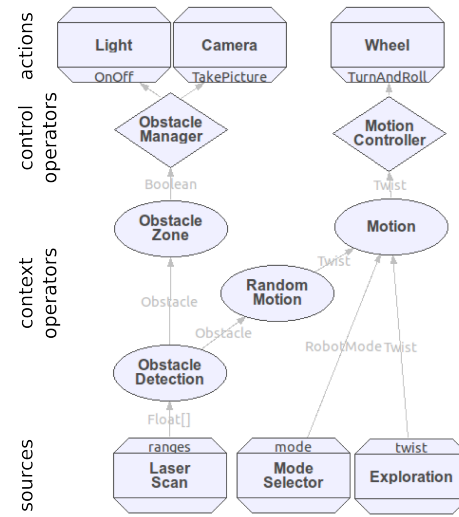 actions
Light
Camera
Wheel
OnOff
TakePicture
TurnAndRoll
control
operators
Obstacle
Manager
Motion
Controller
Boolean
Twist
Obstacle
Zone
Motion
context
operators
Twist
Random
Motion
Obstacle
Obstacle
RobotMode
Twist
Obstacle
Detection
Float[]
sources
ranges
mode
twist
Laser
Scan
Mode
Selector
Exploration